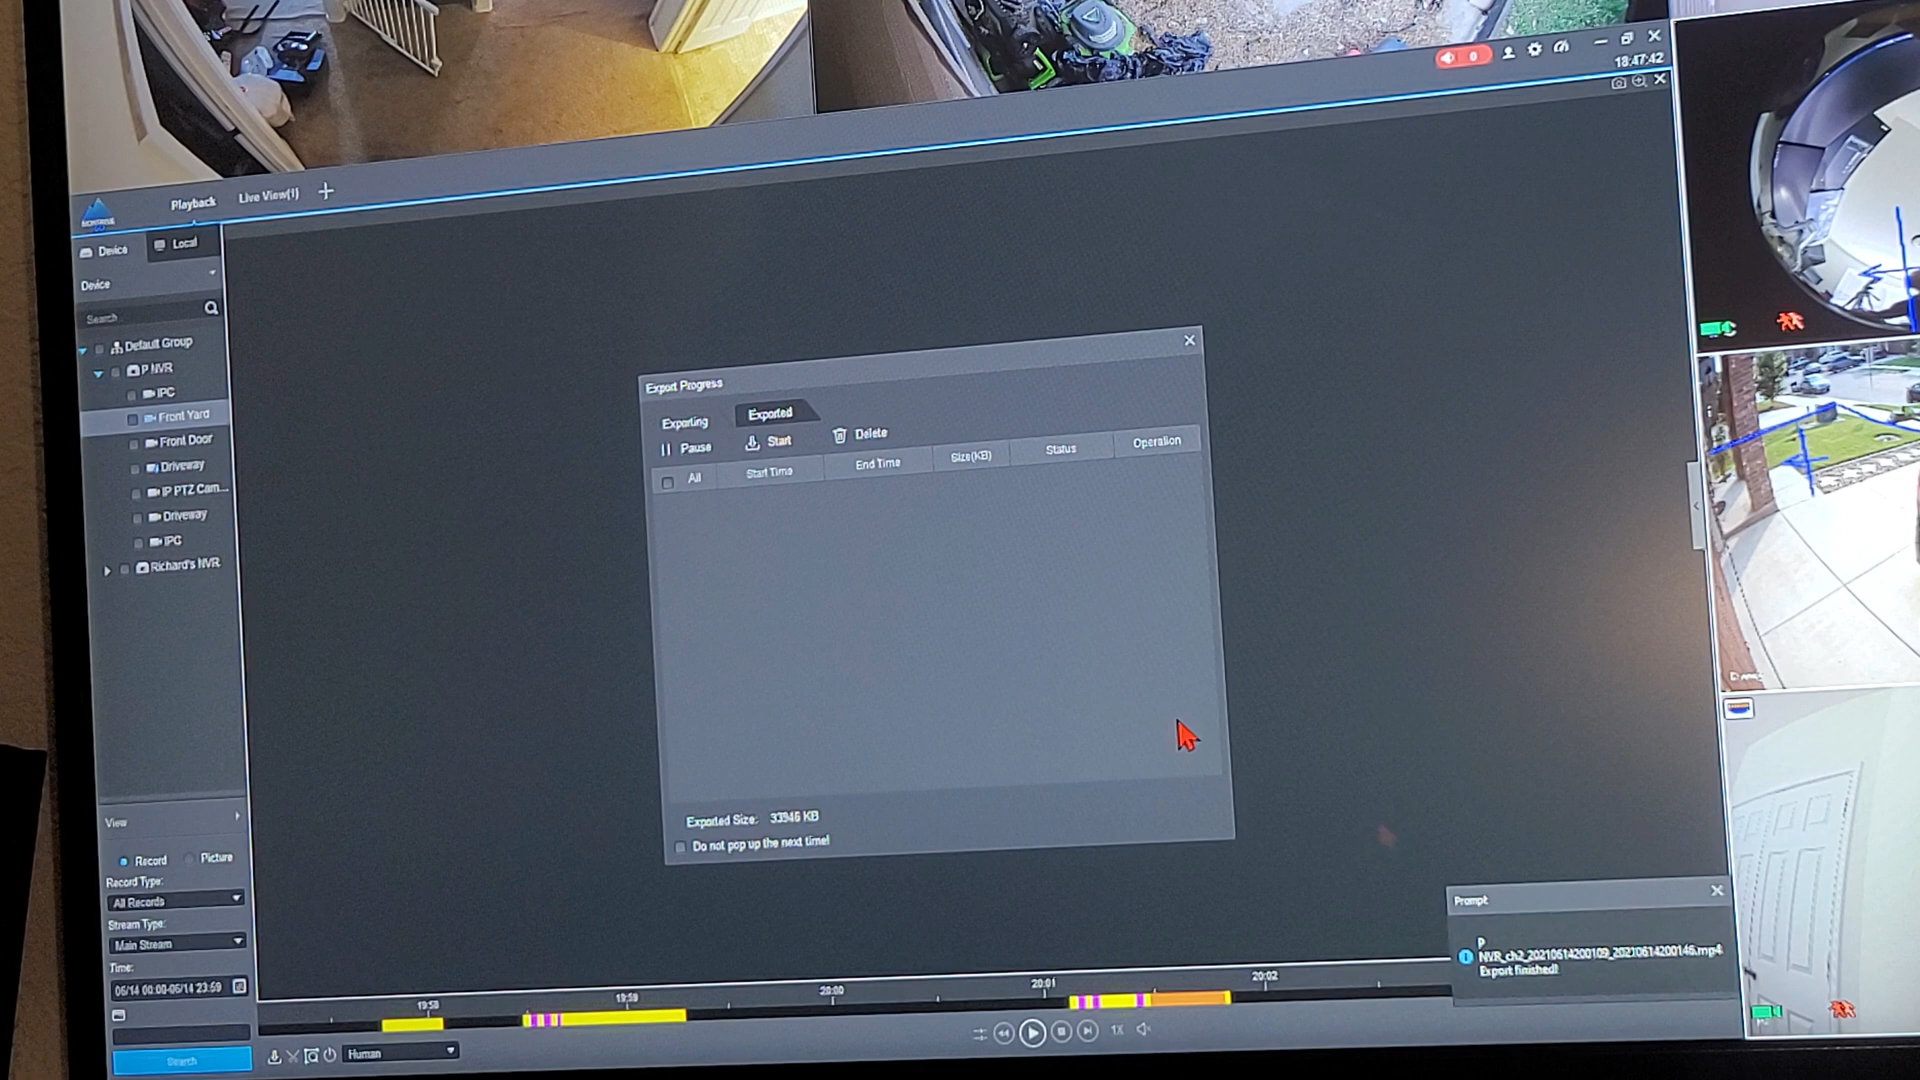 0
18:47:42
Playback
Live View(1)
Device
Local
Device
Search
Default Group
P NVR
IPC
Front Yard
Front Door
Driveway
IP PTZ Cam...
Driveway
IPC
Richard's NVR
Export Progress
Exporting
Exported
Pause
Start
Delete
All
Start Time
End Time
Size(KB)
Status
Operation
Exported Size: 33946 KB
Do not pop up the next time!
View
Record
Picture
Record Type:
All Records
Stream Type:
Main Stream
Time:
06/14 00:00-06/14 23:59
Search
Human
19:58
19:59
20:00
20:01
20:02
1X
Prompt
P
NVR_ch2_20210614200109_20210614200146.mp4
Export finished!